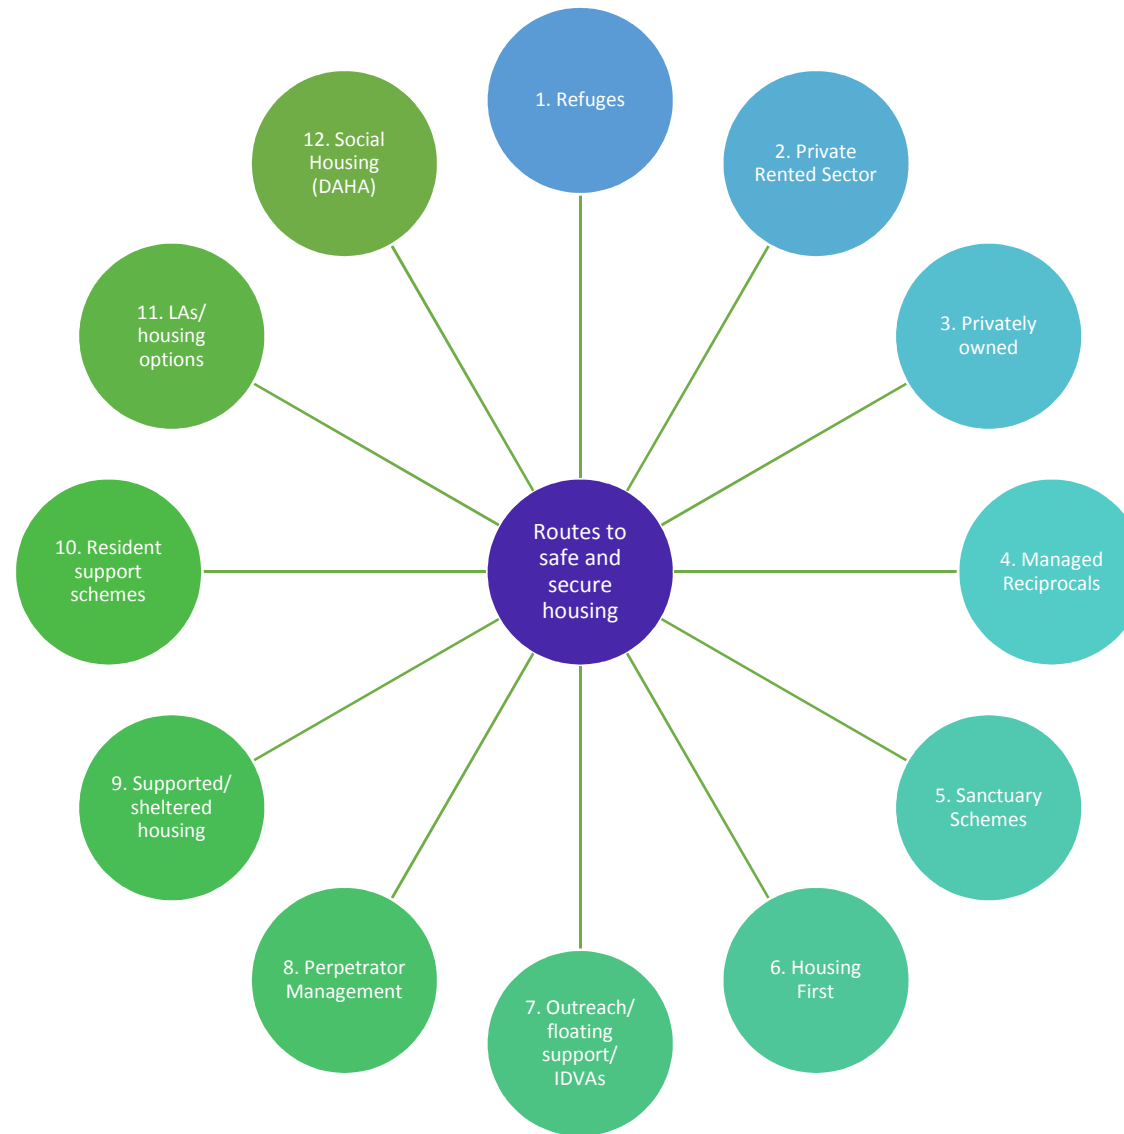 1. Refuges
2. Private
Rented Sector
3. Privately
owned
4. Managed
Reciprocals
5. Sanctuary
Schemes
6. Housing
First
7. Outreach/
floating
support/
IDVAs
8. Perpetrator
Management
9. Supported/
sheltered
housing
10. Resident
support
schemes
11. LAs/
housing
options
12. Social
Housing
(DAHA)
Routes to
safe and
secure
housing